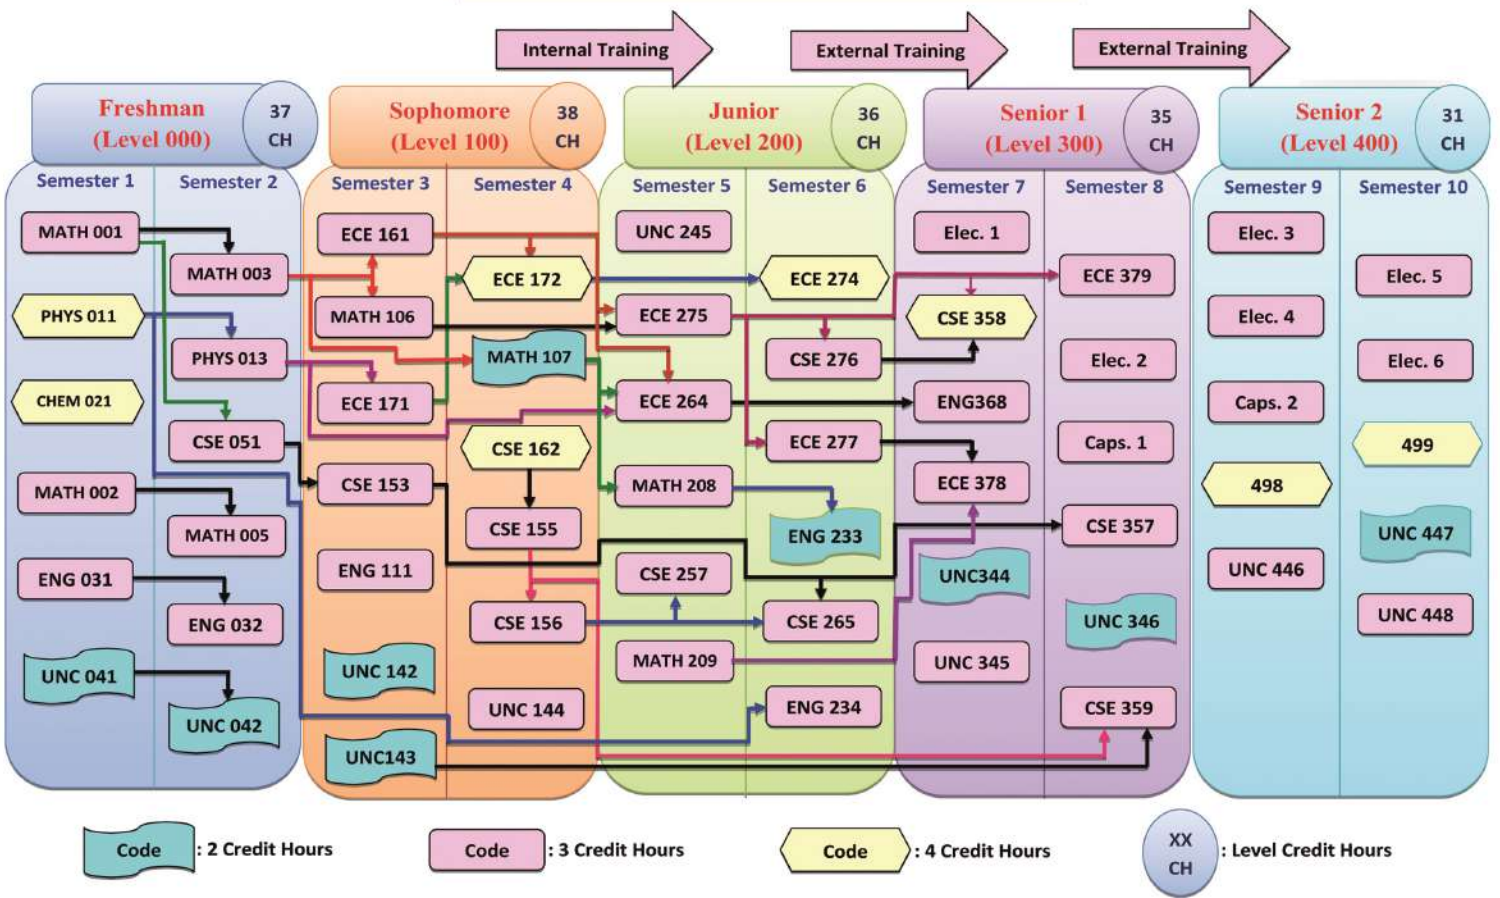 Internal Training
External Training
External Training
Freshman
(Level 000)
37
CH
Sophomore
(Level 100)
38
CH
Junior
(Level 200)
36
CH
Senior 1
(Level 300)
35
CH
Senior 2
(Level 400)
31
CH
Semester 1
Semester 2
Semester 3
Semester 4
Semester 5
Semester 6
Semester 7
Semester 8
Semester 9
Semester 10
MATH 001
PHYS 011
CHEM 021
MATH 002
ENG 031
UNC 041
MATH 003
PHYS 013
CSE 051
MATH 005
ENG 032
UNC 042
ECE 161
MATH 106
ECE 171
CSE 153
ENG 111
UNC 142
UNC143
ECE 172
MATH 107
CSE 162
CSE 155
CSE 156
UNC 144
UNC 245
ECE 275
ECE 264
MATH 208
CSE 257
MATH 209
ECE 274
CSE 276
ECE 277
ENG 233
CSE 265
ENG 234
Elec. 1
CSE 358
ENG368
ECE 378
UNC344
UNC 345
ECE 379
Elec. 2
Caps. 1
CSE 357
UNC 346
CSE 359
Elec. 3
Elec. 4
Caps. 2
498
UNC 446
Elec. 5
Elec. 6
499
UNC 447
UNC 448
Code : 2 Credit Hours
Code : 3 Credit Hours
Code : 4 Credit Hours
XX
CH
: Level Credit Hours